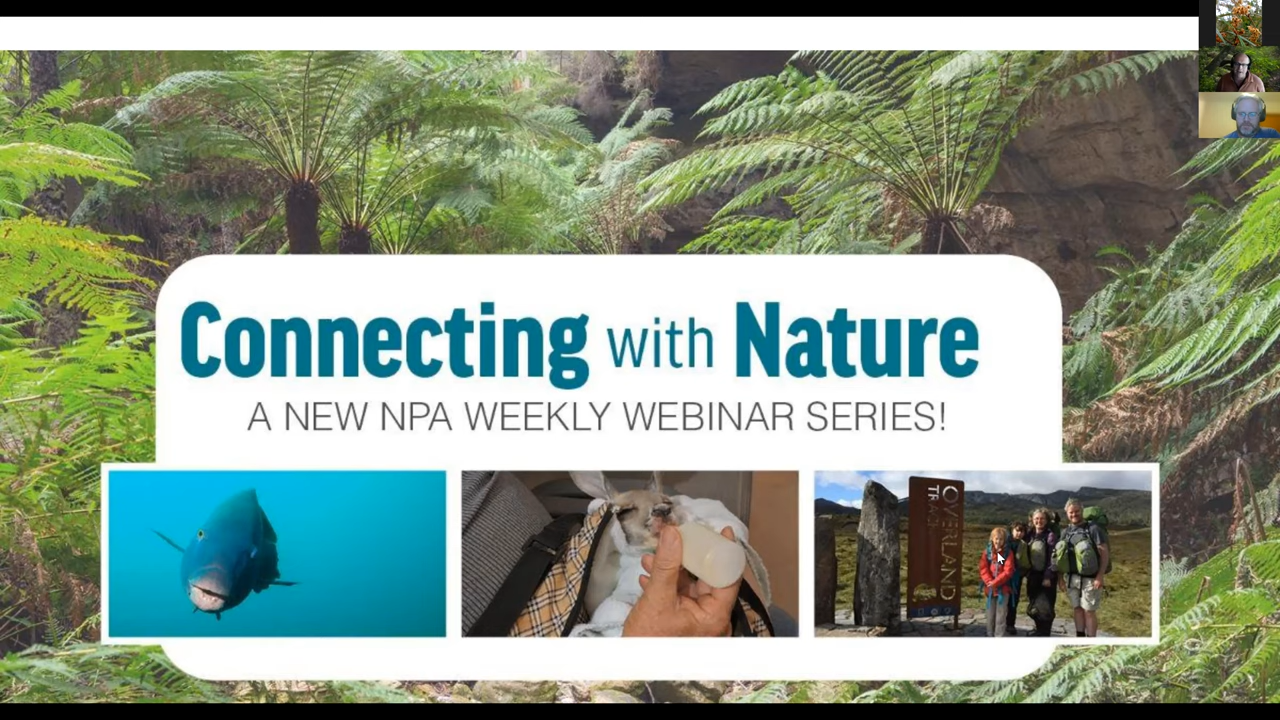 Connecting with Nature
A NEW NPA WEEKLY WEBINAR SERIES!
OVERLAND
TRACK